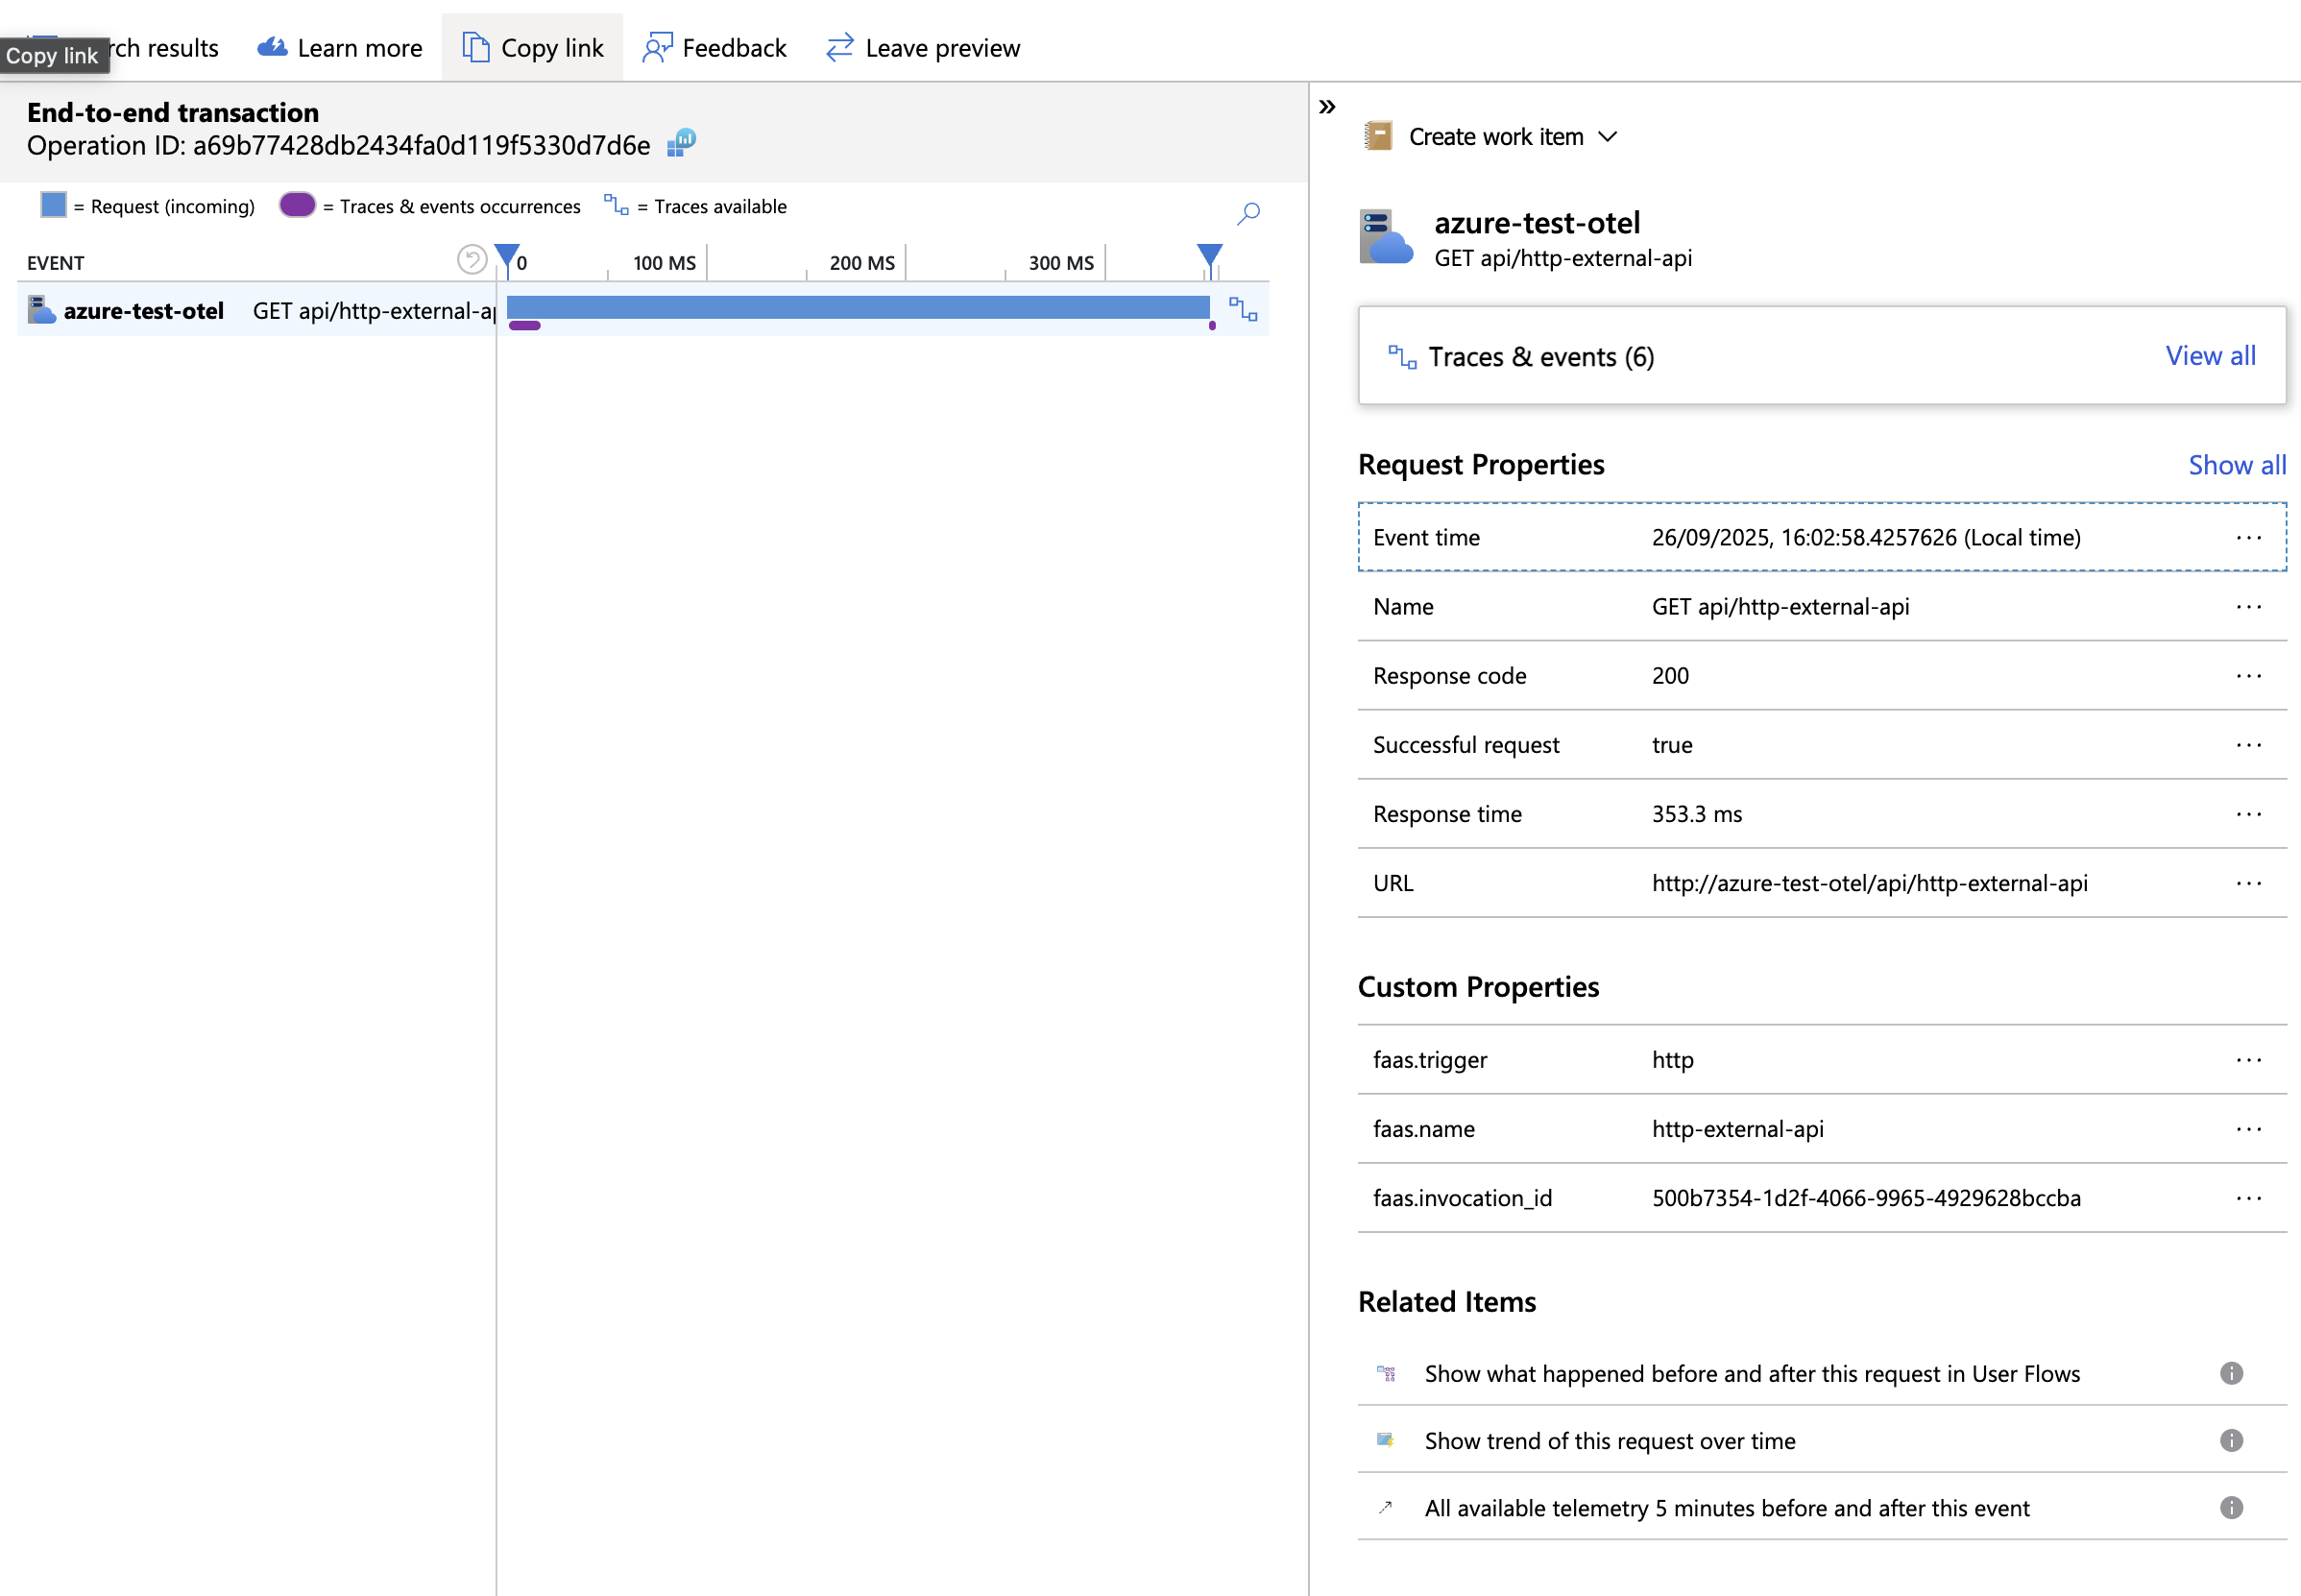 Copy link
rch results
Learn more
Copy link
Feedback
Leave preview
End-to-end transaction
Operation ID: a69b77428db2434fa0d119f5330d7d6e
= Request (incoming)
= Traces & events occurrences
= Traces available
EVENT
0
100 MS
200 MS
300 MS
azure-test-otel
GET api/http-external-ap
Create work item
azure-test-otel
GET api/http-external-api
Traces & events (6)
View all
Request Properties
Show all
Event time
26/09/2025, 16:02:58.4257626 (Local time)
...
Name
GET api/http-external-api
...
Response code
200
...
Successful request
true
...
Response time
353.3 ms
...
URL
http://azure-test-otel/api/http-external-api
...
Custom Properties
faas.trigger
http
...
faas.name
http-external-api
...
faas.invocation_id
500b7354-1d2f-4066-9965-4929628bccba
...
Related Items
Show what happened before and after this request in User Flows
Show trend of this request over time
All available telemetry 5 minutes before and after this event